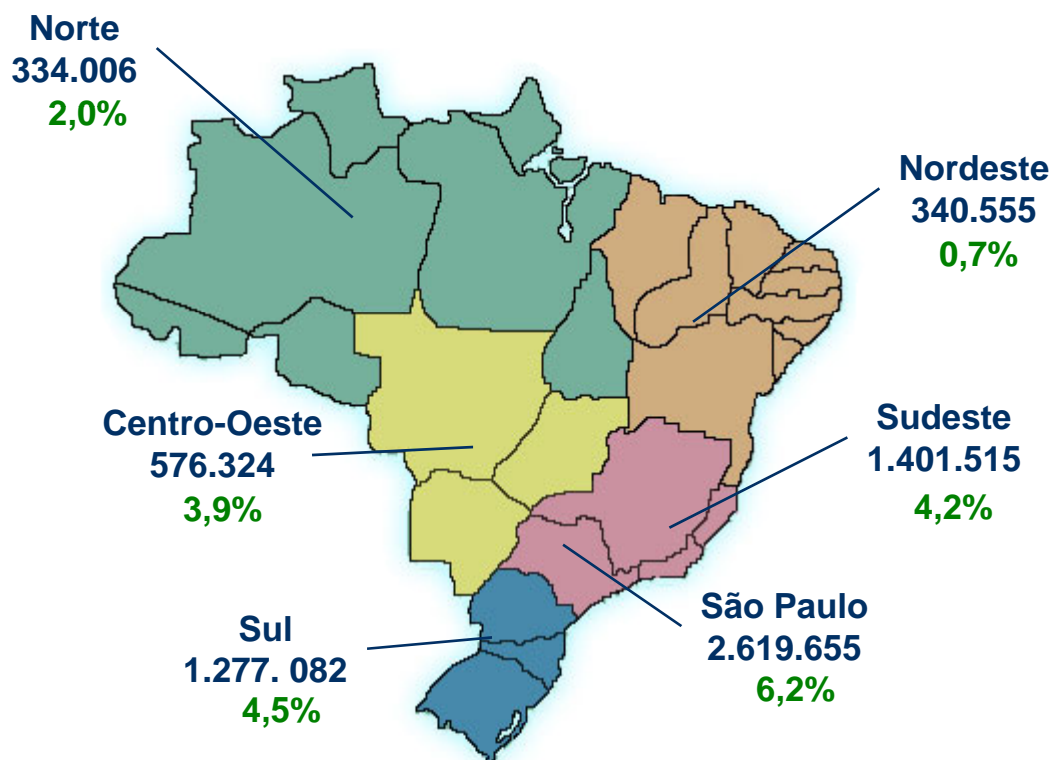 Norte
334.006
2,0%
Nordeste
340.555
0,7%
Centro-Oeste
576.324
3,9%
Sudeste
1.401.515
4,2%
Sul
1.277. 082
4,5%
São Paulo
2.619.655
6,2%